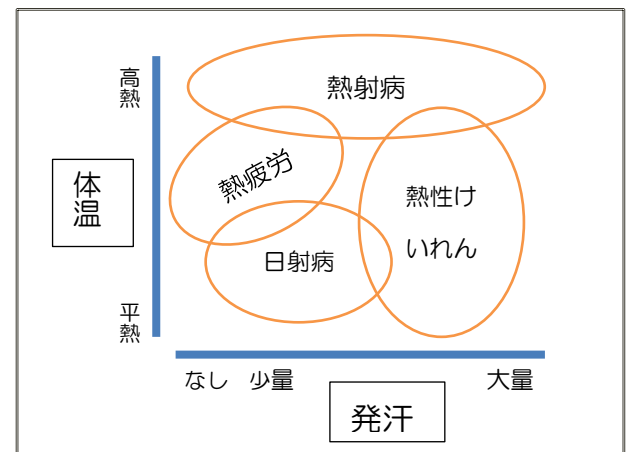 高熱
熱射病
体温
熱疲労
熱性け
いれん
日射病
平熱
なし 少量 大量
発汗